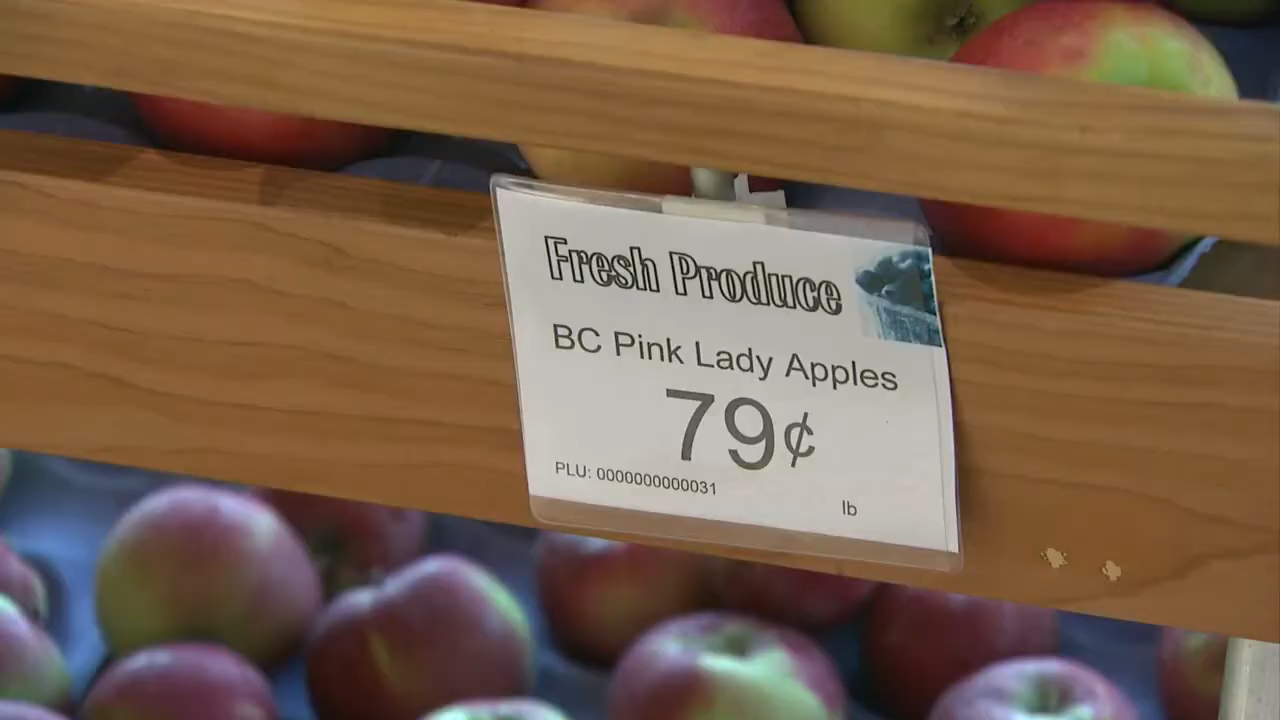 Fresh Produce
BC Pink Lady Apples
79¢
PLU: 0000000000031
lb